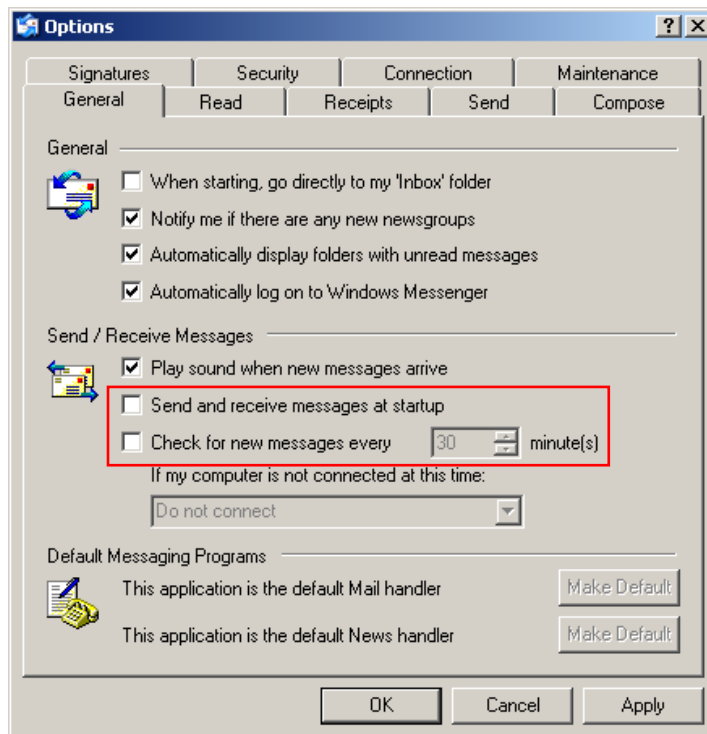 Options
Signatures Security Connection Maintenance
General Read Receipts Send Compose
General
When starting, go directly to my 'Inbox' folder
Notify me if there are any new newsgroups
Automatically display folders with unread messages
Automatically log on to Windows Messenger
Send / Receive Messages
Play sound when new messages arrive
Send and receive messages at startup
Check for new messages every 30 minute(s)
If my computer is not connected at this time:
Do not connect
Default Messaging Programs
This application is the default Mail handler Make Default
This application is the default News handler Make Default
OK Cancel Apply